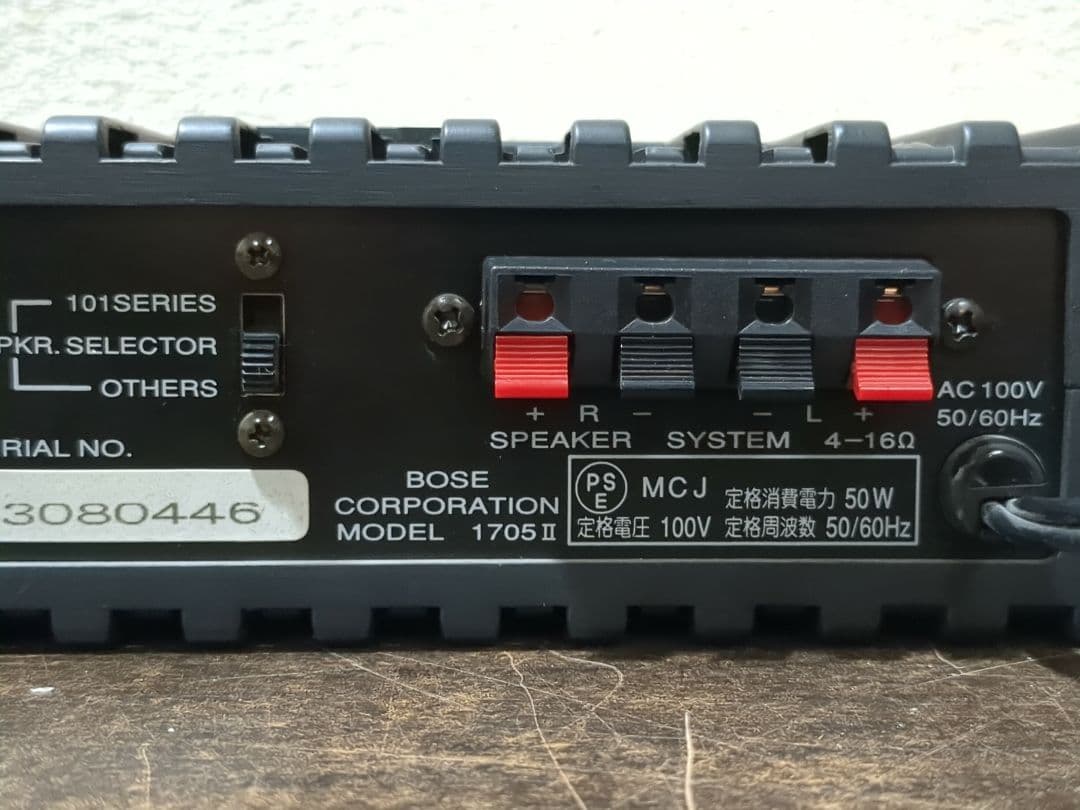 101SERIES
PKR. SELECTOR
OTHERS
RIAL NO.
3080446
+ R − − L +
SPEAKER SYSTEM 4−16Ω
AC 100V
50/60Hz
BOSE
CORPORATION
MODEL 1705Ⅱ
PSE MCJ 定格消費電力 50W
定格電圧 100V 定格周波数 50/60Hz